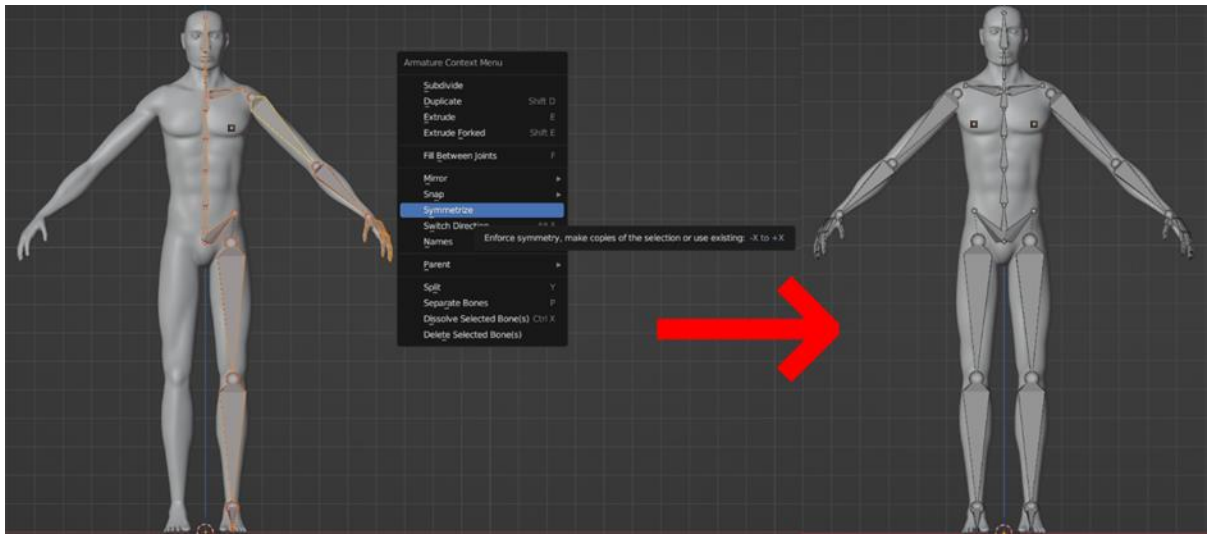 Armature Context Menu
Subdivide
Duplicate Shift D
Extrude E
Extrude Forked Shift E
Fill Between Joints F
Mirror
Snap
Symmetrize
Switch Direction
Names
Enforce symmetry, make copies of the selection or use existing: -X to +X
Parent
Split Y
Separate Bones P
Dissolve Selected Bone(s) Ctrl X
Delete Selected Bone(s)